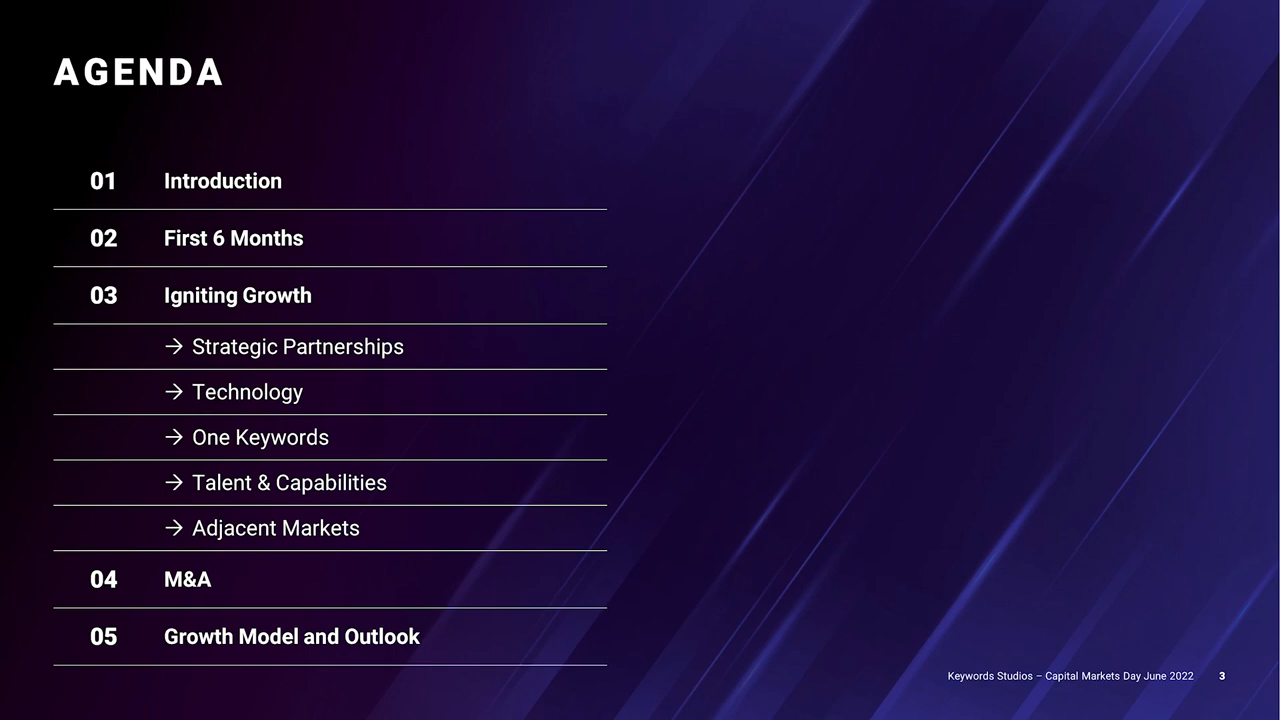 AGENDA
01 Introduction
02 First 6 Months
03 Igniting Growth
→ Strategic Partnerships
→ Technology
→ One Keywords
→ Talent & Capabilities
→ Adjacent Markets
04 M&A
05 Growth Model and Outlook
Keywords Studios – Capital Markets Day June 2022 3